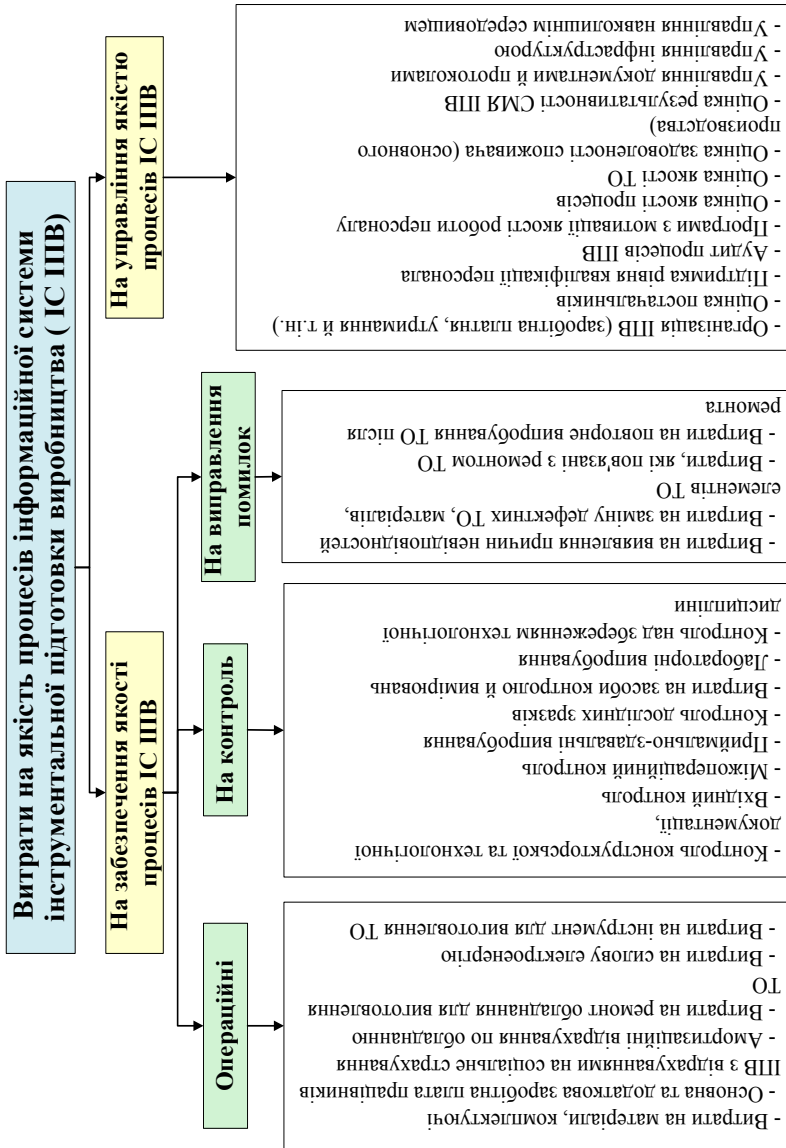 Витрати на якість процесів інформаційної системи
інструментальної підготовки виробництва ( ІС ІПВ)
На забезпечення якості
процесів ІС ІПВ
На управління якістю
процесів ІС ІПВ
Операційні
На контроль
На виправлення
помилок
- Витрати на матеріали, комплектуючі
- Основна та додаткова заробітна плата працівників
ІПВ з відрахуваннями на соціальне страхування
- Амортизаційні відрахування по обладнанню
- Витрати на ремонт обладнання для виготовлення
ТО
- Витрати на силову електроенергію
- Витрати на інструмент для виготовлення ТО
- Контроль конструкторської та технологічної
документації,
- Вхідний контроль
- Міжопераційний контроль
- Приймально-здавальні випробування
- Контроль дослідних зразків
- Витрати на засоби контролю й вимірювань
- Лабораторні випробування
- Контроль над збереженням технологічної
дисциплини
- Витрати на виявлення причин невідповідностей
- Витрати на заміну дефектних ТО, матеріалів,
елементів ТО
- Витрати, які пов'язані з ремонтом ТО
- Витрати на повторне випробування ТО після
ремонта
- Організація ІПВ (заробітна платня, утримання й т.ін.)
- Оцінка постачальників
- Підтримка рівня кваліфікації персонала
- Аудит процесів ІПВ
- Програми з мотивації якості роботи персоналу
- Оцінка якості процесів
- Оцінка якості ТО
- Оцінка задоволеності споживача (основного
производства)
- Оцінка результативності СМЯ ІПВ
- Управління документами й протоколами
- Управління інфраструктурою
- Управління навколишнім середовищем